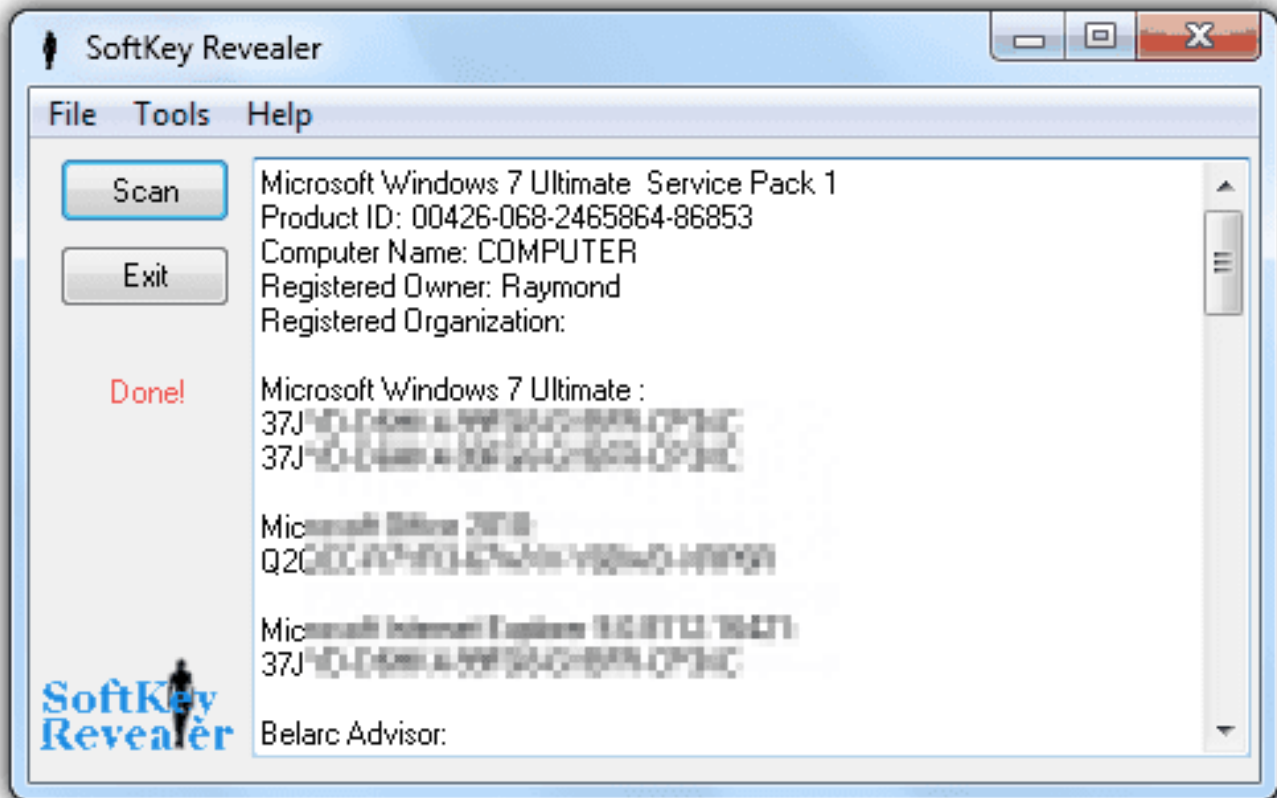 SoftKey Revealer
File Tools Help
Scan
Exit
Done!
SoftKey
Revealer
Microsoft Windows 7 Ultimate Service Pack 1
Product ID: 00426-068-2465864-86853
Computer Name: COMPUTER
Registered Owner: Raymond
Registered Organization:
Microsoft Windows 7 Ultimate :
37J
37J
Q2
37J
Belarc Advisor: